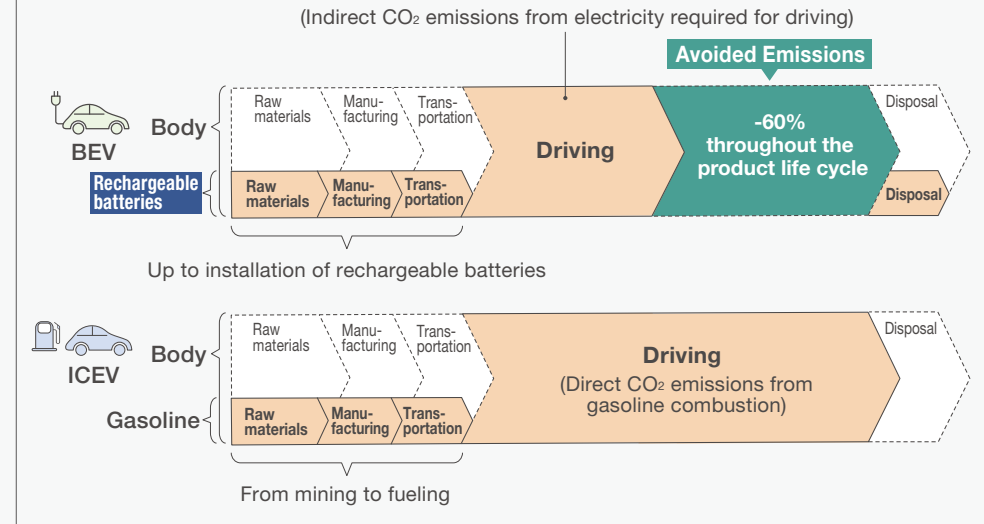 (Indirect CO₂ emissions from electricity required for driving)
Avoided Emissions
BEV
Body
Raw
materials
Manu-
facturing
Trans-
portation
Driving
-60%
throughout the
product life cycle
Disposal
Rechargeable
batteries
Raw
materials
Manu-
facturing
Trans-
portation
Disposal
Up to installation of rechargeable batteries
ICEV
Body
Raw
materials
Manu-
facturing
Trans-
portation
Driving
(Direct CO₂ emissions from
gasoline combustion)
Disposal
Gasoline
Raw
materials
Manu-
facturing
Trans-
portation
From mining to fueling